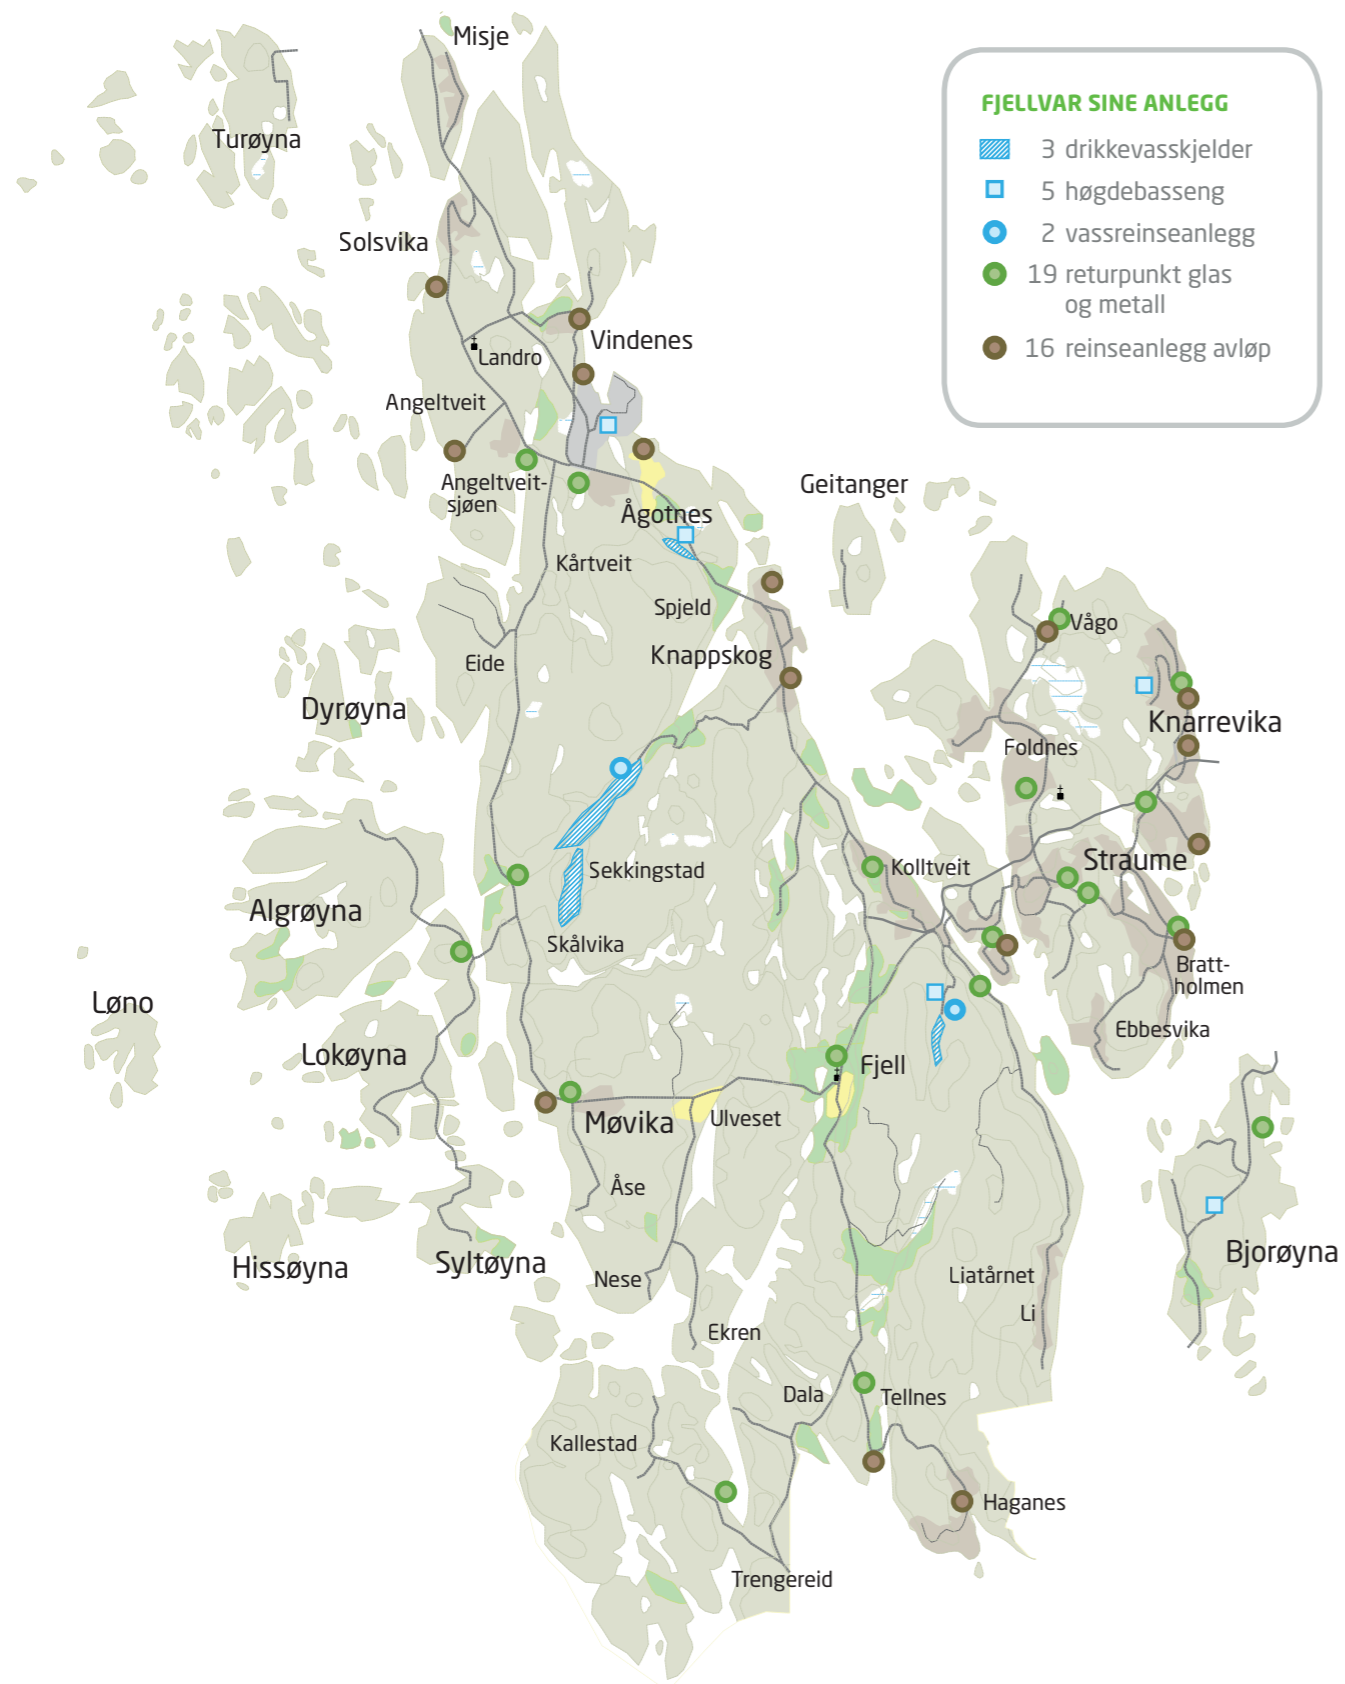 Misje
Turøyna
Solsvika
Vindenes
Landro
Angeltveit
Angeltveit-
sjøen
Ågotnes
Geitanger
Kårtveit
Spjeld
Vågo
Eide
Knappskog
Dyrøyna
Knarrevika
Foldnes
Straume
Kolltveit
Sekkingstad
Algrøyna
Skålvika
Bratt-
holmen
Løno
Ebbesvika
Lokøyna
Fjell
Møvika
Ulveset
Åse
Hissøyna
Syltøyna
Bjorøyna
Nese
Liatårnet
Li
Ekren
Dala
Tellnes
Kallestad
Haganes
Trengereid
FJELLVAR SINE ANLEGG
3 drikkevasskjelder
5 høgdebasseng
2 vassreinseanlegg
19 returpunkt glas
og metall
16 reinseanlegg avløp